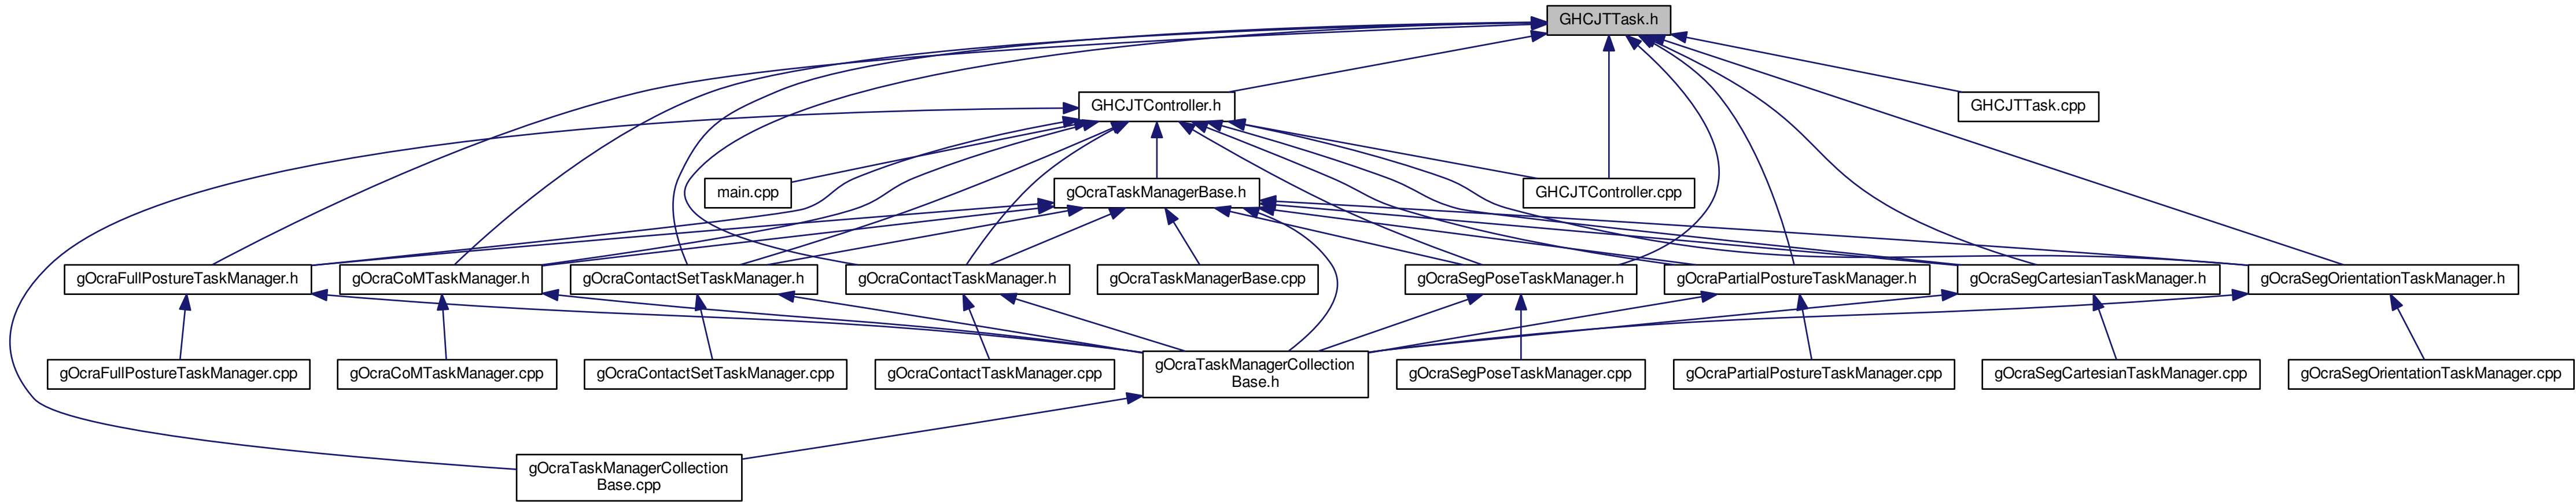 GHCJTTask.h
GHCJTController.h
GHCJTTask.cpp
main.cpp
gOcraTaskManagerBase.h
GHCJTController.cpp
gOcraFullPostureTaskManager.h
gOcraCoMTaskManager.h
gOcraContactSetTaskManager.h
gOcraContactTaskManager.h
gOcraTaskManagerBase.cpp
gOcraSegPoseTaskManager.h
gOcraPartialPostureTaskManager.h
gOcraSegCartesianTaskManager.h
gOcraSegOrientationTaskManager.h
gOcraFullPostureTaskManager.cpp
gOcraCoMTaskManager.cpp
gOcraContactSetTaskManager.cpp
gOcraContactTaskManager.cpp
gOcraTaskManagerCollection
Base.h
gOcraSegPoseTaskManager.cpp
gOcraPartialPostureTaskManager.cpp
gOcraSegCartesianTaskManager.cpp
gOcraSegOrientationTaskManager.cpp
gOcraTaskManagerCollection
Base.cpp